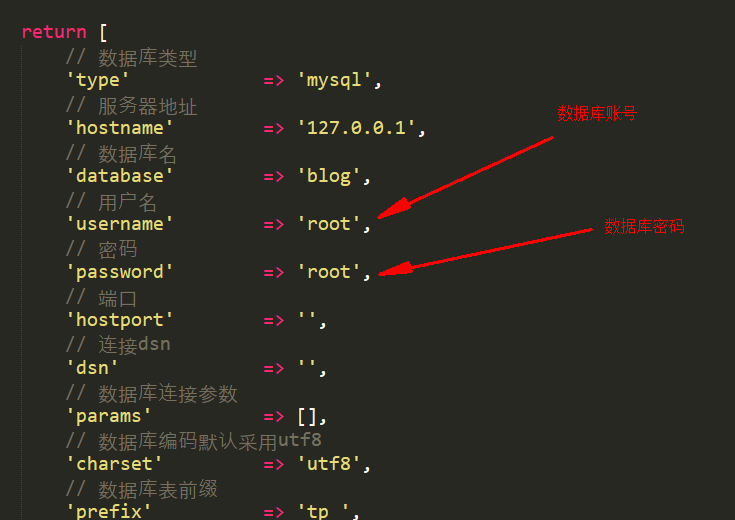 return [
// 数据库类型
'type' => 'mysql',
// 服务器地址
'hostname' => '127.0.0.1',
数据库账号
// 数据库名
'database' => 'blog',
// 用户名
'username' => 'root',
数据库密码
// 密码
'password' => 'root',
// 端口
'hostport' => '',
// 连接dsn
'dsn' => '',
// 数据库连接参数
'params' => [],
// 数据库编码默认采用utf8
'charset' => 'utf8',
// 数据库表前缀
'prefix' => 'tp_',